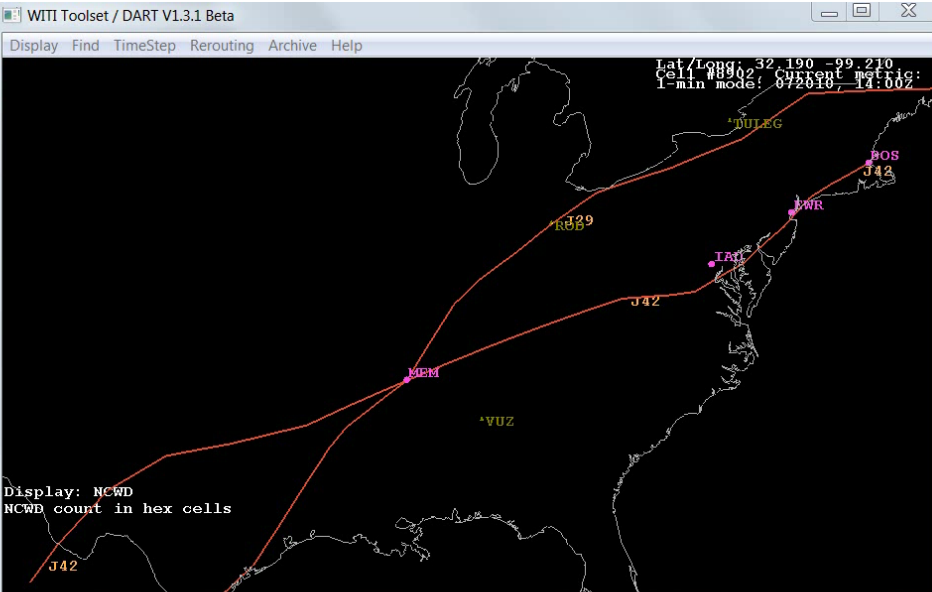 WITI Toolset / DART V1.3.1 Beta
Display Find TimeStep Rerouting Archive Help
Lat/Long: 32.190 -99.210
Cell #8902, Current metric:
1-min mode: 072010, 14:00Z
TULEG
BOS
J42
EWR
J29
ROD
IAD
J42
MEM
VUZ
Display: NCWD
NCWD count in hex cells
J42